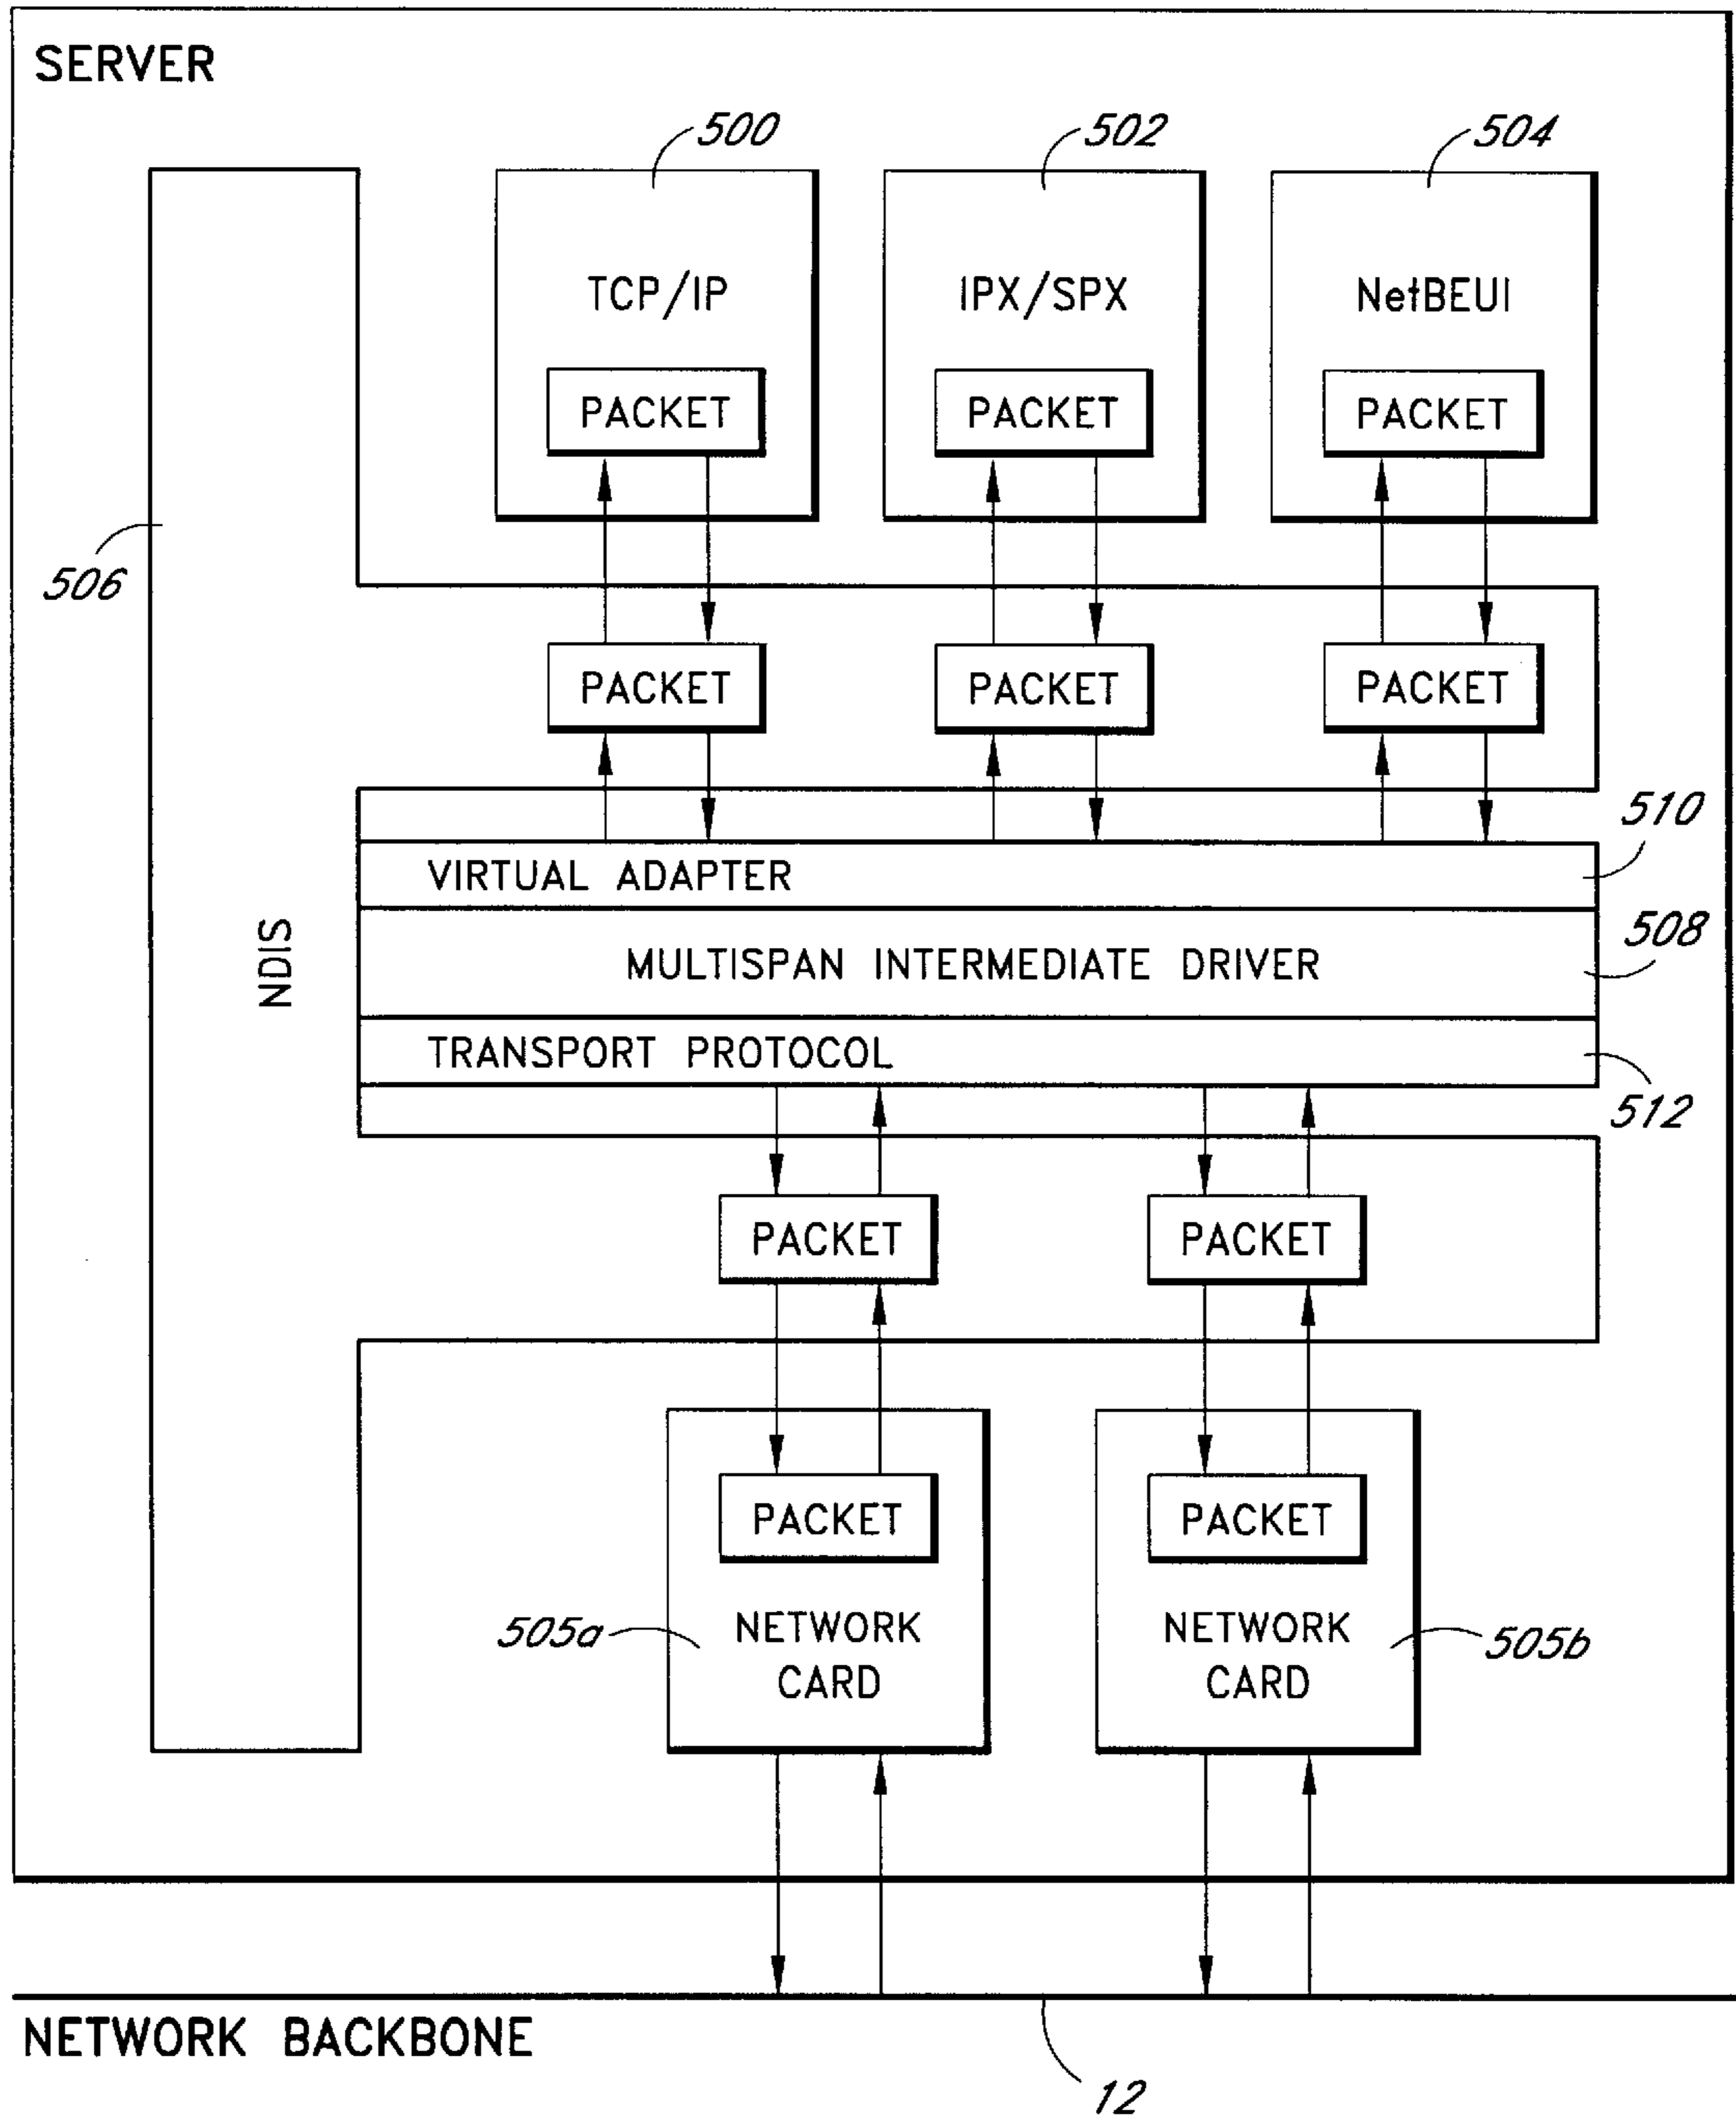 SERVER
500
502
504
TCP/IP
IPX/SPX
NetBEUI
PACKET
PACKET
PACKET
506
PACKET
PACKET
PACKET
510
VIRTUAL ADAPTER
NDIS
MULTISPAN INTERMEDIATE DRIVER
508
TRANSPORT PROTOCOL
512
PACKET
PACKET
PACKET
PACKET
505a
NETWORK
CARD
NETWORK
CARD
505b
NETWORK BACKBONE
12